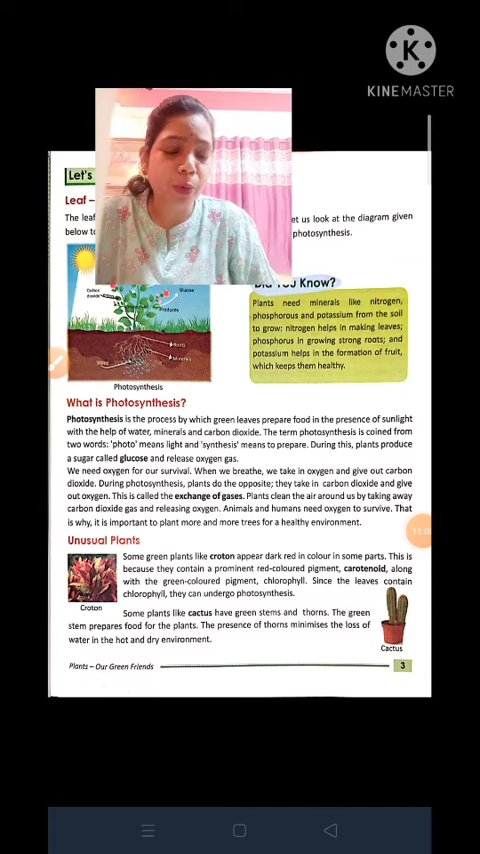 K
KINEMASTER
Let's
Leaf –
The leaf
et us look at the diagram given
below to
photosynthesis.
Did You Know?
Carbon
dioxide
Glucose
Produces
Roots
Minerals
Water
Photosynthesis
Plants need minerals like nitrogen,
phosphorous and potassium from the soil
to grow: nitrogen helps in making leaves;
phosphorus in growing strong roots; and
potassium helps in the formation of fruit,
which keeps them healthy.
What is Photosynthesis?
Photosynthesis is the process by which green leaves prepare food in the presence of sunlight
with the help of water, minerals and carbon dioxide. The term photosynthesis is coined from
two words: 'photo' means light and 'synthesis' means to prepare. During this, plants produce
a sugar called glucose and release oxygen gas.
We need oxygen for our survival. When we breathe, we take in oxygen and give out carbon
dioxide. During photosynthesis, plants do the opposite; they take in carbon dioxide and give
out oxygen. This is called the exchange of gases. Plants clean the air around us by taking away
carbon dioxide gas and releasing oxygen. Animals and humans need oxygen to survive. That
is why, it is important to plant more and more trees for a healthy environment.
11:0
Unusual Plants
Some green plants like croton appear dark red in colour in some parts. This is
because they contain a prominent red-coloured pigment, carotenoid, along
with the green-coloured pigment, chlorophyll. Since the leaves contain
chlorophyll, they can undergo photosynthesis.
Croton
Some plants like cactus have green stems and thorns. The green
stem prepares food for the plants. The presence of thorns minimises the loss of
water in the hot and dry environment.
Cactus
Plants – Our Green Friends
3